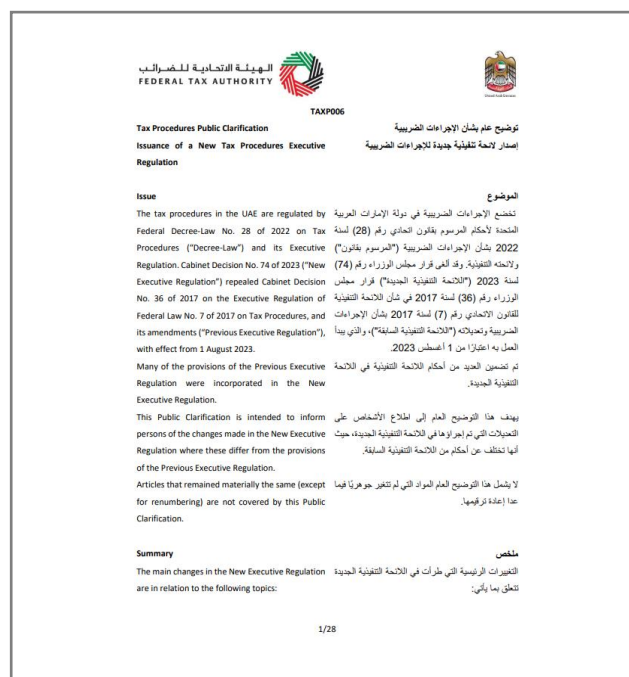 الهيئة الاتحادية للضرائب
FEDERAL TAX AUTHORITY
United Arab Emirates
TAXP006
Tax Procedures Public Clarification
Issuance of a New Tax Procedures Executive
Regulation
توضيح عام بشأن الإجراءات الضريبية
إصدار لائحة تنفيذية جديدة للإجراءات الضريبية
Issue
The tax procedures in the UAE are regulated by
Federal Decree-Law No. 28 of 2022 on Tax
Procedures (“Decree-Law”) and its Executive
Regulation. Cabinet Decision No. 74 of 2023 (“New
Executive Regulation”) repealed Cabinet Decision
No. 36 of 2017 on the Executive Regulation of
Federal Law No. 7 of 2017 on Tax Procedures, and
its amendments (“Previous Executive Regulation”),
with effect from 1 August 2023.
Many of the provisions of the Previous Executive
Regulation were incorporated in the New
Executive Regulation.
This Public Clarification is intended to inform
persons of the changes made in the New Executive
Regulation where these differ from the provisions
of the Previous Executive Regulation.
Articles that remained materially the same (except
for renumbering) are not covered by this Public
Clarification.
الموضوع
تخضع الإجراءات الضريبية في دولة الإمارات العربية
المتحدة لأحكام المرسوم بقانون اتحادي رقم (28) لسنة
2022 بشأن الإجراءات الضريبية ("المرسوم بقانون")
ولائحته التنفيذية. وقد ألغى قرار مجلس الوزراء رقم (74)
لسنة 2023 ("اللائحة التنفيذية الجديدة") قرار مجلس
الوزراء رقم (36) لسنة 2017 في شأن اللائحة التنفيذية
للقانون الاتحادي رقم (7) لسنة 2017 بشأن الإجراءات
الضريبية وتعديلاته ("اللائحة التنفيذية السابقة")، والذي يبدأ
العمل به اعتبارًا من 1 أغسطس 2023.
تم تضمين العديد من أحكام اللائحة التنفيذية في اللائحة
التنفيذية الجديدة.
يهدف هذا التوضيح العام إلى اطلاع الأشخاص على
التعديلات التي تم إجراؤها في اللائحة التنفيذية الجديدة، حيث
أنها تختلف عن أحكام من اللائحة التنفيذية السابقة.
لا يشمل هذا التوضيح العام المواد التي لم تتغير جوهريًا فيما
عدا إعادة ترقيمها.
Summary
The main changes in the New Executive Regulation
are in relation to the following topics:
ملخص
التغييرات الرئيسية التي طرأت في اللائحة التنفيذية الجديدة
تتعلق بما يأتي:
1/28